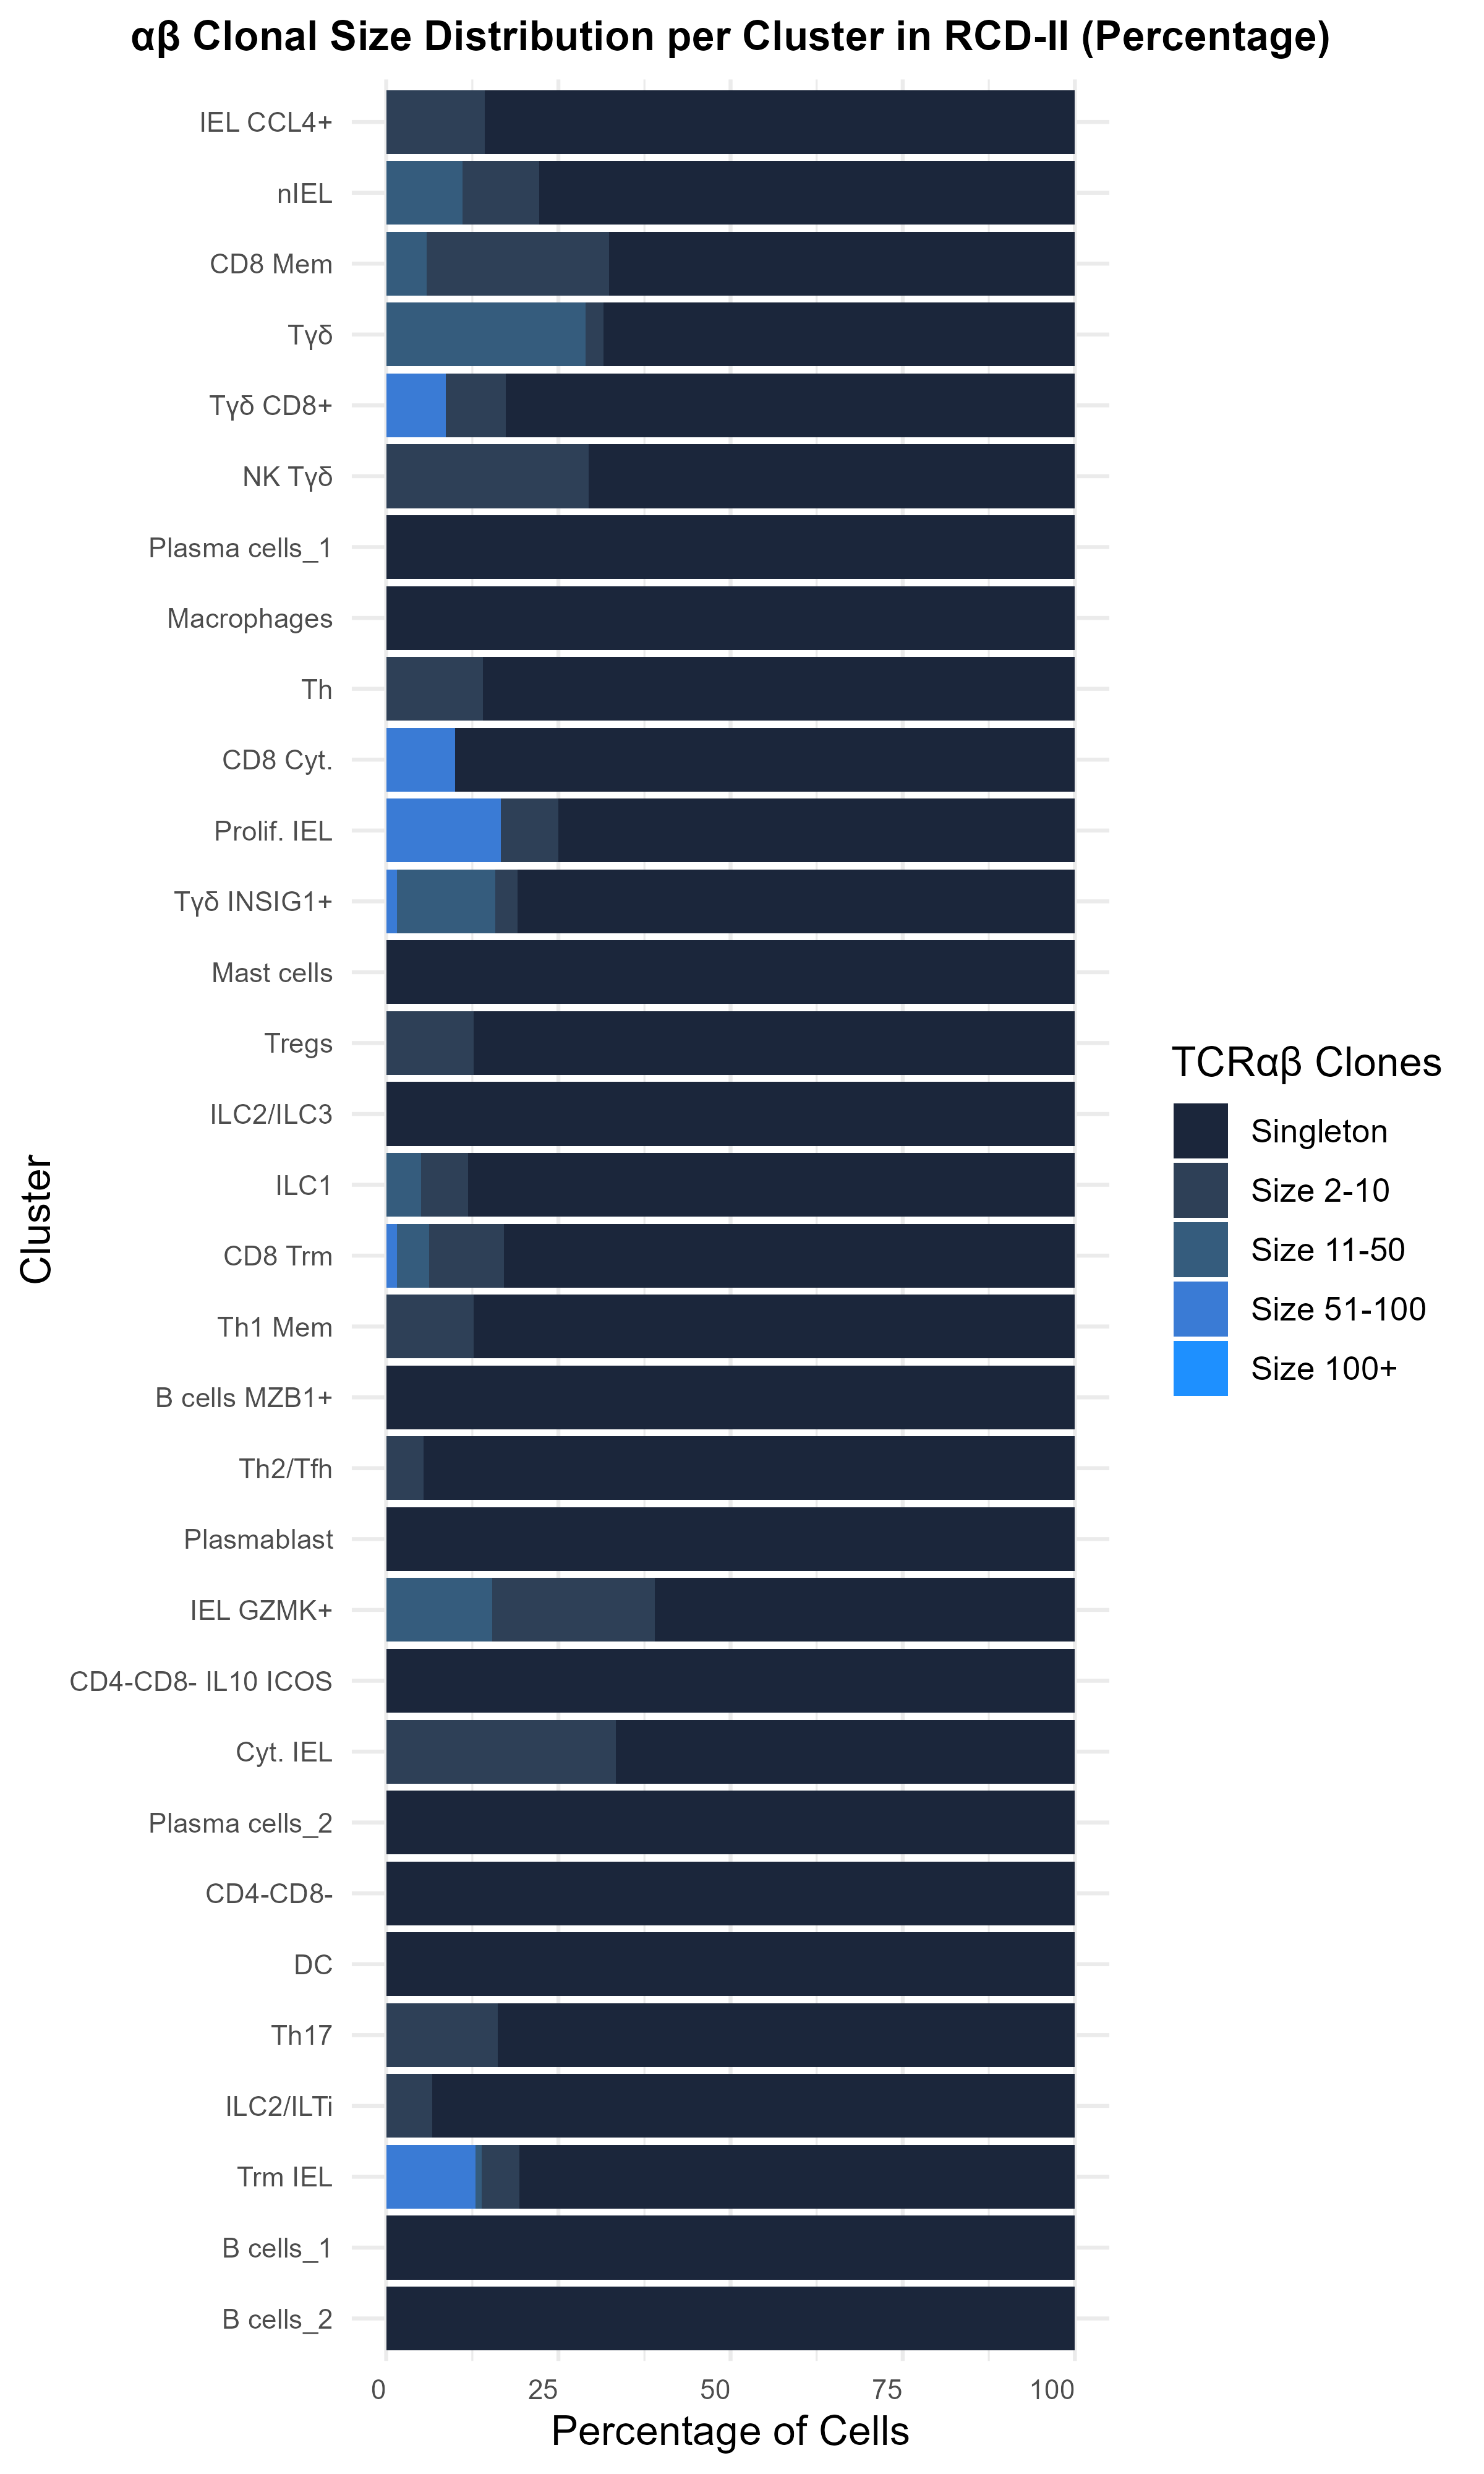 αβ Clonal Size Distribution per Cluster in RCD-II (Percentage)
IEL CCL4+
nIEL
CD8 Mem
Tγδ
Tγδ CD8+
NK Tγδ
Plasma cells_1
Macrophages
Th
CD8 Cyt.
Prolif. IEL
Tγδ INSIG1+
Mast cells
Tregs
ILC2/ILC3
ILC1
CD8 Trm
Th1 Mem
B cells MZB1+
Th2/Tfh
Plasmablast
IEL GZMK+
CD4-CD8- IL10 ICOS
Cyt. IEL
Plasma cells_2
CD4-CD8-
DC
Th17
ILC2/ILTi
Trm IEL
B cells_1
B cells_2
Cluster
0 25 50 75 100
Percentage of Cells
TCRαβ Clones
Singleton
Size 2-10
Size 11-50
Size 51-100
Size 100+